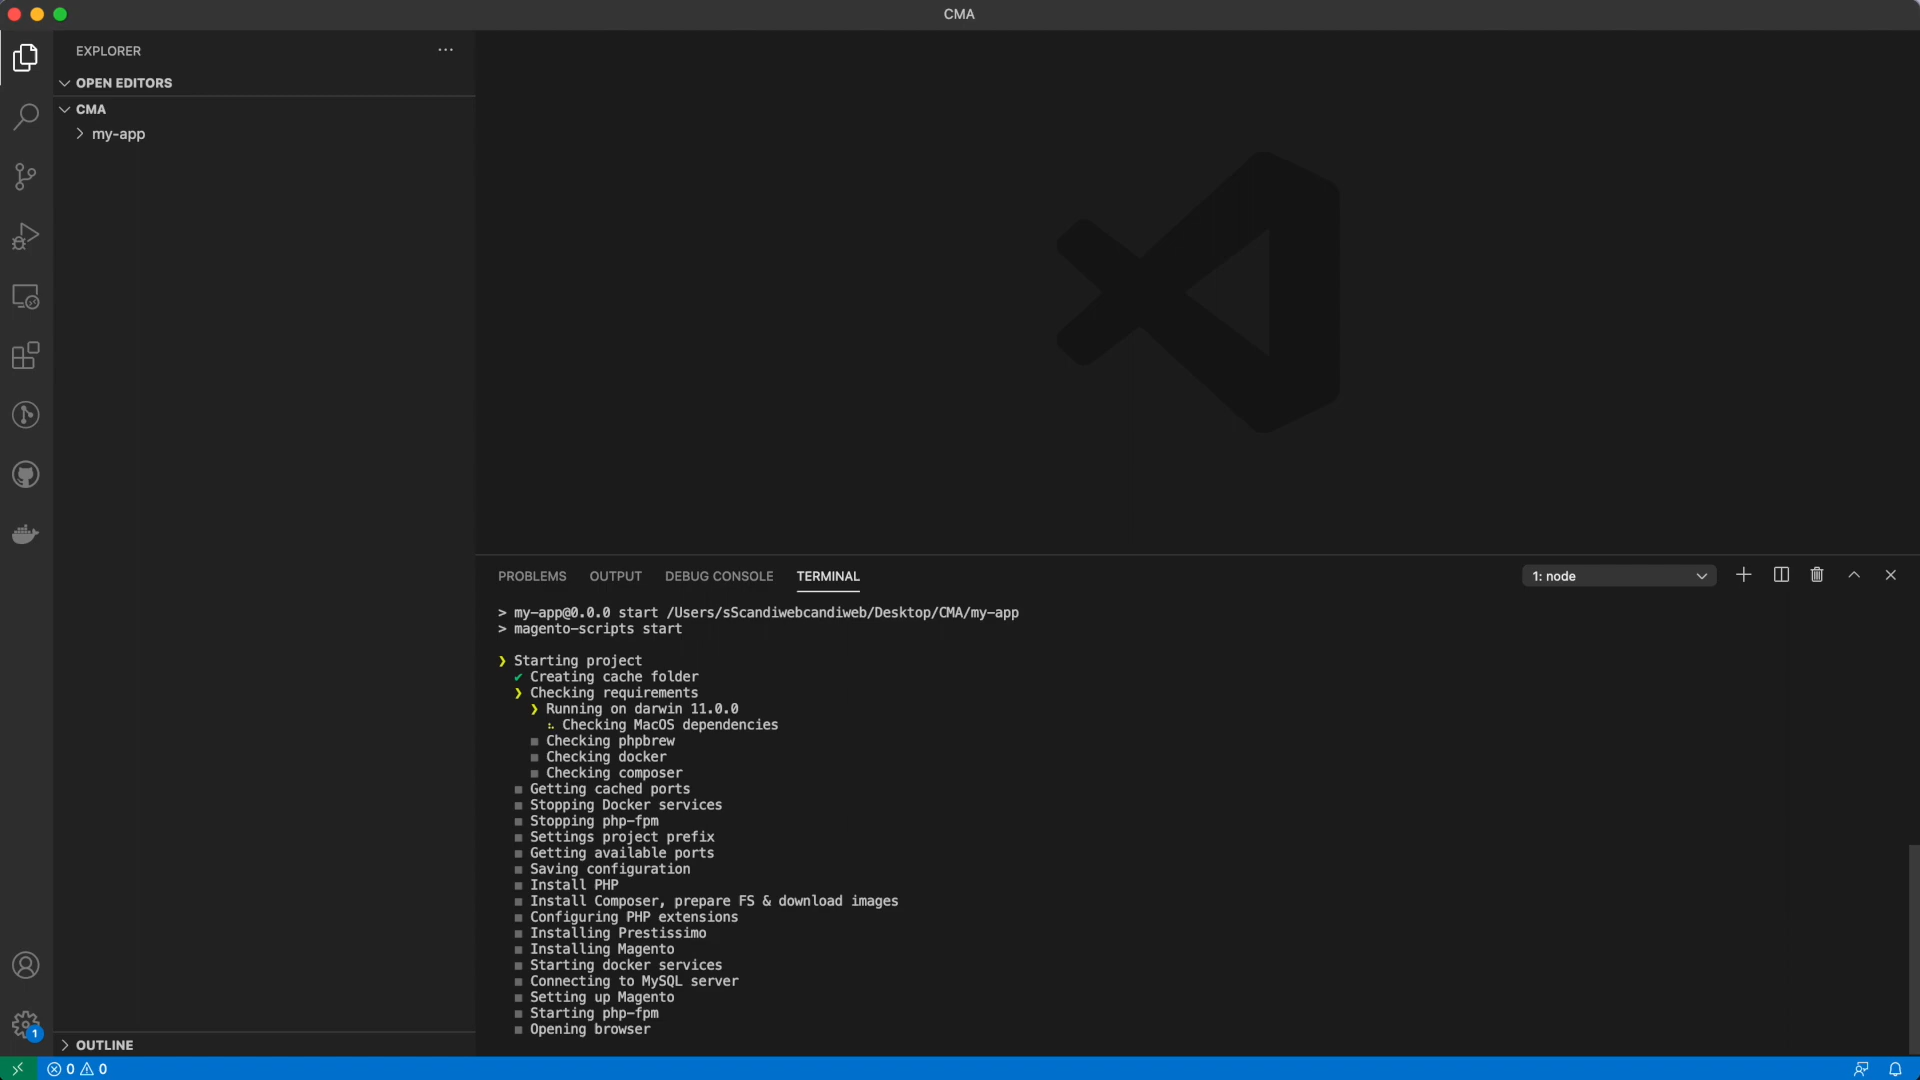 CMA
EXPLORER
OPEN EDITORS
CMA
my-app
PROBLEMS OUTPUT DEBUG CONSOLE TERMINAL 1: node
> my-app@0.0.0 start /Users/sScandiwebcandiweb/Desktop/CMA/my-app
> magento-scripts start
❯ Starting project
✔ Creating cache folder
❯ Checking requirements
❯ Running on darwin 11.0.0
Checking MacOS dependencies
Checking phpbrew
Checking docker
Checking composer
Getting cached ports
Stopping Docker services
Stopping php-fpm
Settings project prefix
Getting available ports
Saving configuration
Install PHP
Install Composer, prepare FS & download images
Configuring PHP extensions
Installing Prestissimo
Installing Magento
Starting docker services
Connecting to MySQL server
Setting up Magento
Starting php-fpm
Opening browser
1
OUTLINE
0 0